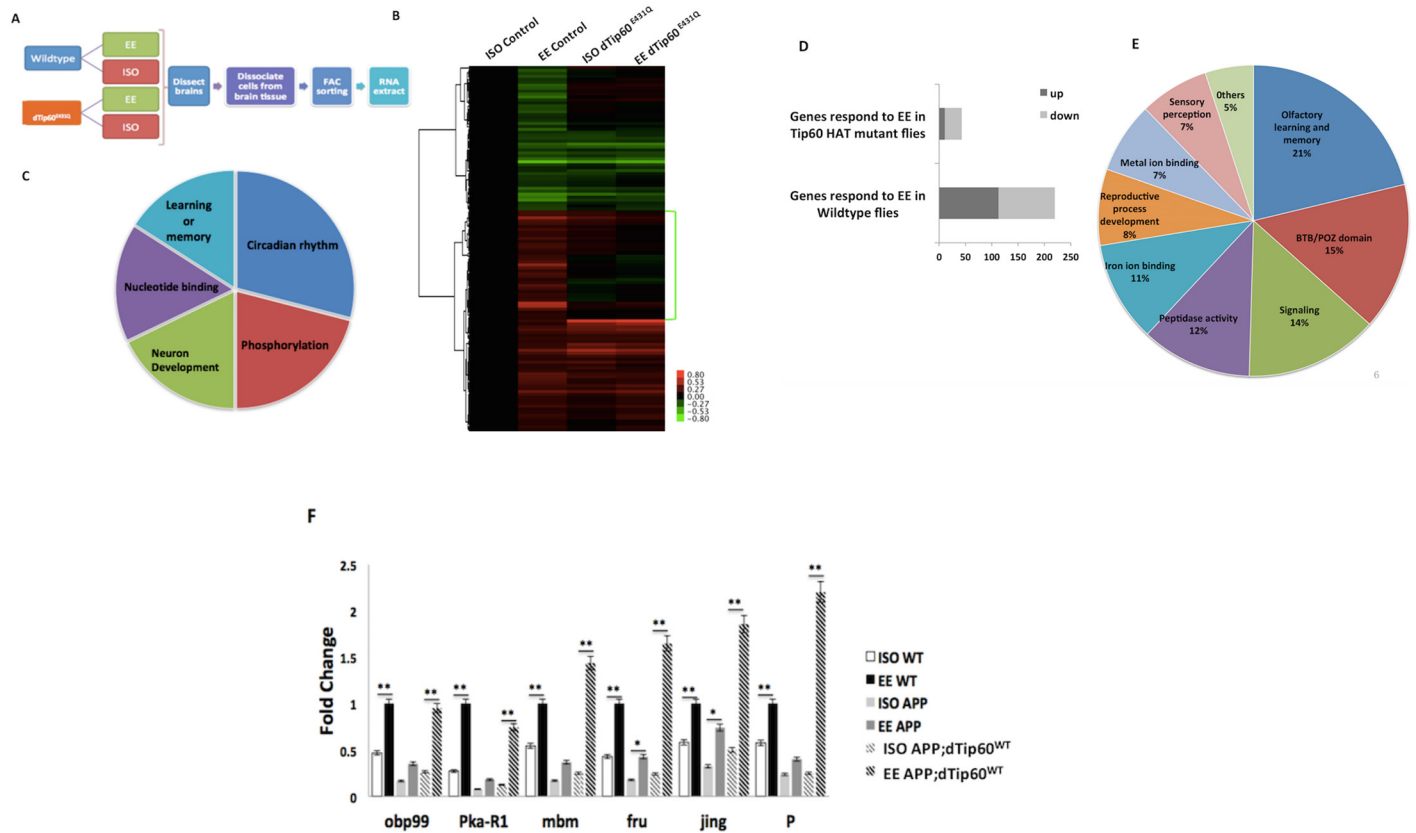 A
Wildtype
EE
ISO
dTip60E431Q
EE
ISO
Dissect
brains
Dissociate
cells from
brain tissue
FAC
sorting
RNA
extract
B
ISO Control
EE Control
ISO dTip60 E431Q
EE dTip60 E431Q
0.80
0.53
0.27
0.00
−0.27
−0.53
−0.80
C
Learning
or
memory
Circadian rhythm
Nucleotide binding
Neuron
Development
Phosphorylation
D
up
down
Genes respond to EE in
Tip60 HAT mutant flies
Genes respond to EE in
Wildtype flies
0 50 100 150 200 250
E
Others
5%
Sensory
perception
7%
Olfactory
learning and
memory
21%
Metal ion binding
7%
Reproductive
process
development
8%
BTB/POZ domain
15%
Iron ion binding
11%
Peptidase activity
12%
Signaling
14%
6
F
Fold Change
2.5
2
1.5
1
0.5
0
** ** ** ** ** ** ** * ** ** * ** ** **
obp99 Pka-R1 mbm fru jing P
ISO WT
EE WT
ISO APP
EE APP
ISO APP;dTip60WT
EE APP;dTip60WT